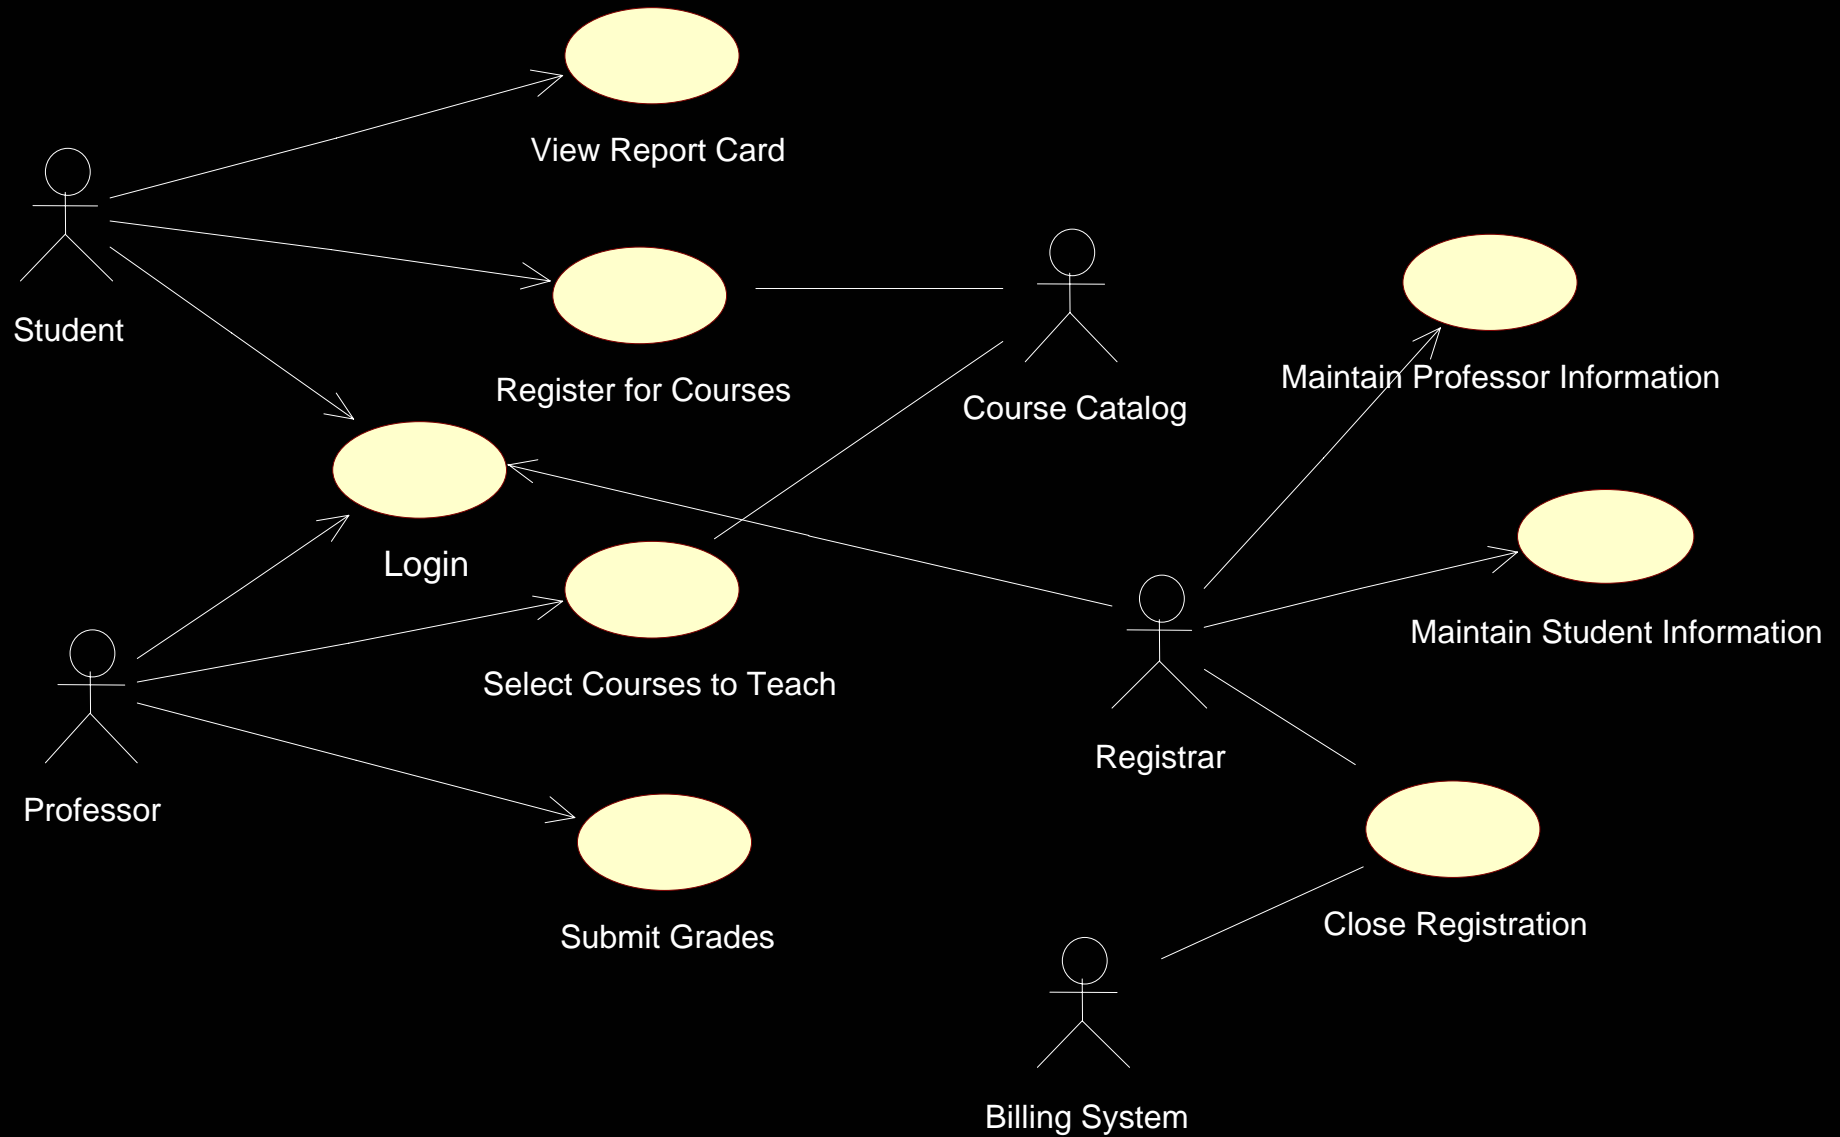 View Report Card
Student
Register for Courses
Course Catalog
Maintain Professor Information
Login
Select Courses to Teach
Maintain Student Information
Registrar
Professor
Submit Grades
Close Registration
Billing System